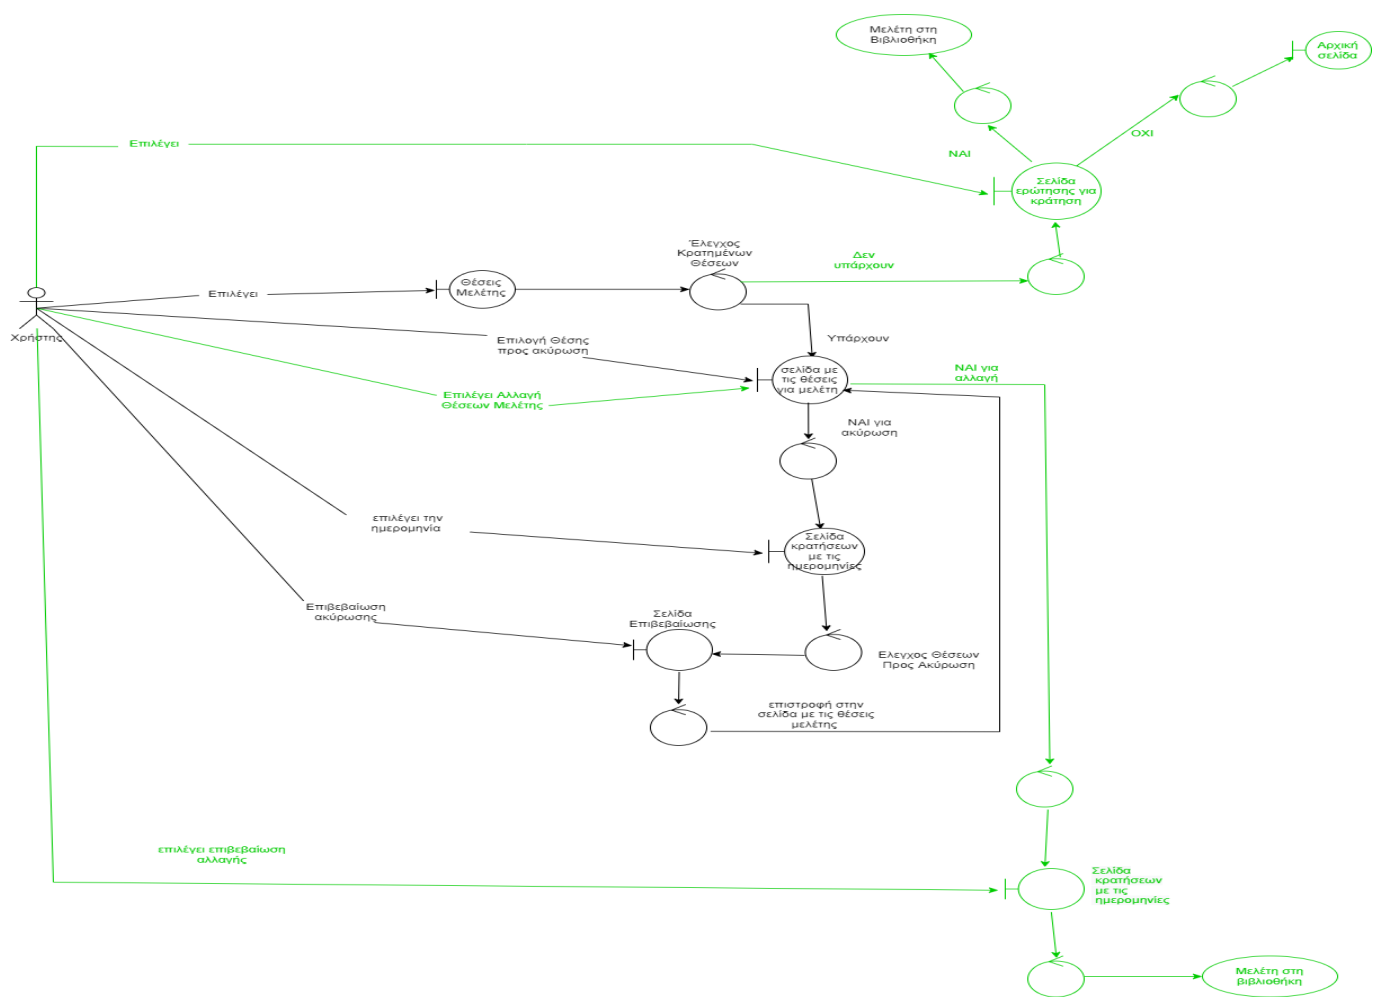 Μελέτη στη
Βιβλιοθήκη
Αρχική
σελίδα
Επιλέγει
ΝΑΙ
ΟΧΙ
Σελίδα
ερώτησης για
κράτηση
Έλεγχος
Κρατημένων
Θέσεων
Δεν
υπάρχουν
Επιλέγει
Θέσεις
Μελέτης
Χρήστης
Επιλογή Θέσης
προς ακύρωση
Υπάρχουν
σελίδα με
τις θέσεις
για μελέτη
ΝΑΙ για
αλλαγή
Επιλέγει Αλλαγή
Θέσεων Μελέτης
ΝΑΙ για
ακύρωση
επιλέγει την
ημερομηνία
Σελίδα
κρατήσεων
με τις
ημερομηνίες
Επιβεβαίωση
ακύρωσης
Σελίδα
Επιβεβαίωσης
Ελεγχος Θέσεων
Προς Ακύρωση
επιστροφή στην
σελίδα με τις θέσεις
μελέτης
επιλέγει επιβεβαίωση
αλλαγής
Σελίδα
κρατήσεων
με τις
ημερομηνίες
Μελέτη στη
βιβλιοθήκη